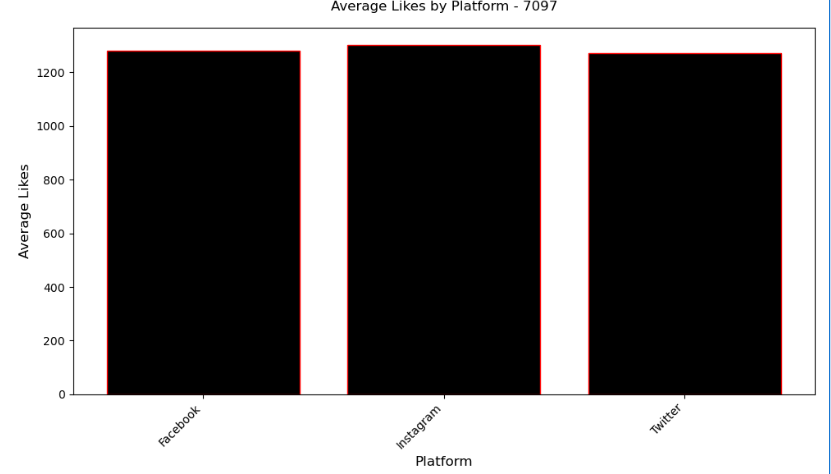 Average Likes by Platform - 7097
Average Likes
1200
1000
800
600
400
200
0
Facebook
Instagram
Twitter
Platform